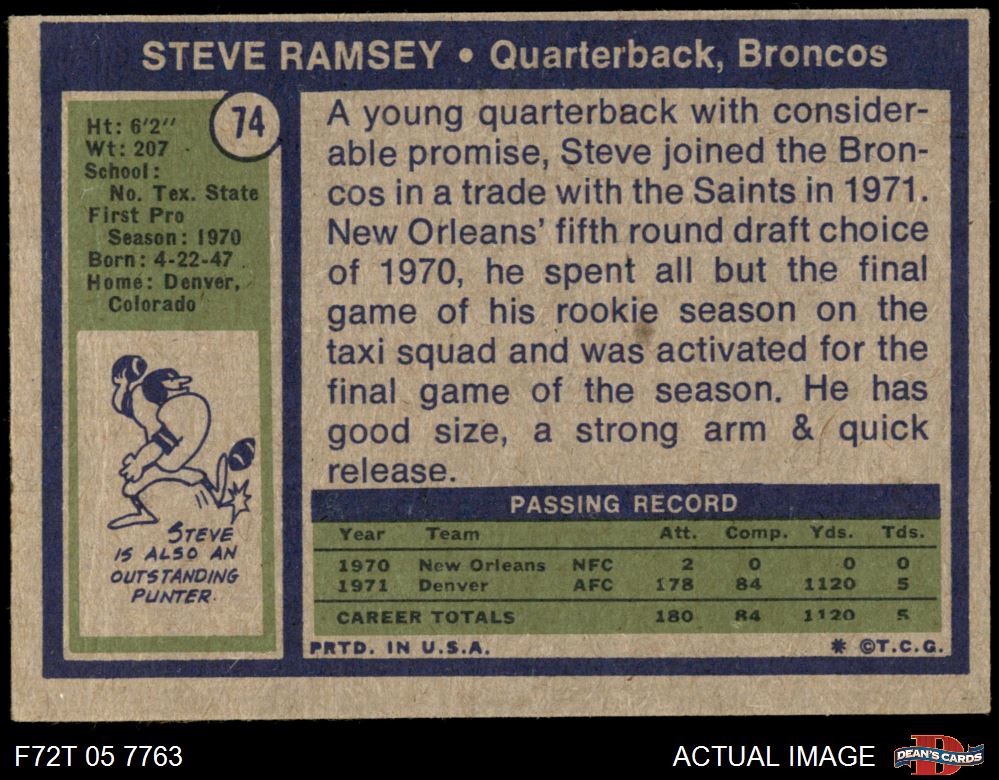 STEVE RAMSEY • Quarterback, Broncos
74
Ht: 6'2''
Wt: 207
School:
No. Tex. State
First Pro
Season: 1970
Born: 4-22-47
Home: Denver,
Colorado
STEVE
IS ALSO AN
OUTSTANDING
PUNTER.
A young quarterback with consider-
able promise, Steve joined the Bron-
cos in a trade with the Saints in 1971.
New Orleans' fifth round draft choice
of 1970, he spent all but the final
game of his rookie season on the
taxi squad and was activated for the
final game of the season. He has
good size, a strong arm & quick
release.
PASSING RECORD
Year Team Att. Comp. Yds. Tds.
1970 New Orleans NFC 2 0 0 0
1971 Denver AFC 178 84 1120 5
CAREER TOTALS 180 84 1120 5
PRTD. IN U.S.A. * ©T.C.G.
F72T 05 7763 ACTUAL IMAGE DEAN'S CARDS